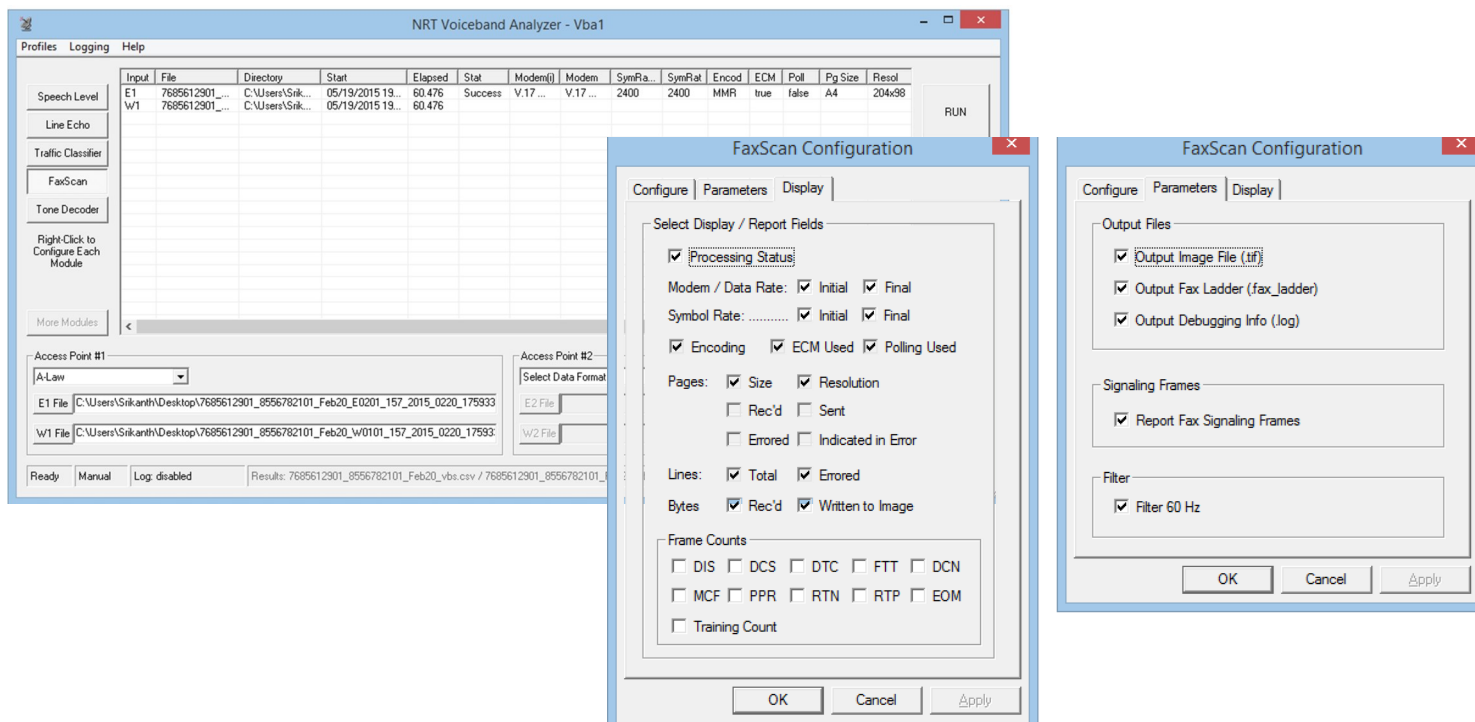 NRT Voiceband Analyzer - Vba1
Profiles Logging Help
Input File Directory Start Elapsed Stat Modem(i) Modem SymRa... SymRat Encod ECM Poll Pg Size Resol
E1 7685612901_... C:\Users\Srik... 05/19/2015 19... 60.476 Success V.17 ... V.17 ... 2400 2400 MMR true false A4 204x98
W1 7685612901_... C:\Users\Srik... 05/19/2015 19... 60.476
Speech Level
Line Echo
Traffic Classifier
FaxScan
Tone Decoder
Right-Click to
Configure Each
Module
More Modules
RUN
Access Point #1
A-Law
E1 File C:\Users\Srikanth\Desktop\7685612901_8556782101_Feb20_E0201_157_2015_0220_175933
W1 File C:\Users\Srikanth\Desktop\7685612901_8556782101_Feb20_W0101_157_2015_0220_17593:
Access Point #2
Select Data Format
E2 File
W2 File
Ready Manual Log: disabled Results: 7685612901_8556782101_Feb20_vbs.csv / 7685612901_8556782101_F
FaxScan Configuration
Configure Parameters Display
Select Display / Report Fields
Processing Status
Modem / Data Rate: Initial Final
Symbol Rate: ........... Initial Final
Encoding ECM Used Polling Used
Pages: Size Resolution
Rec'd Sent
Errored Indicated in Error
Lines: Total Errored
Bytes Rec'd Written to Image
Frame Counts
DIS DCS DTC FTT DCN
MCF PPR RTN RTP EOM
Training Count
OK Cancel Apply
FaxScan Configuration
Configure Parameters Display
Output Files
Output Image File (.tif)
Output Fax Ladder (.fax_ladder)
Output Debugging Info (.log)
Signaling Frames
Report Fax Signaling Frames
Filter
Filter 60 Hz
OK Cancel Apply